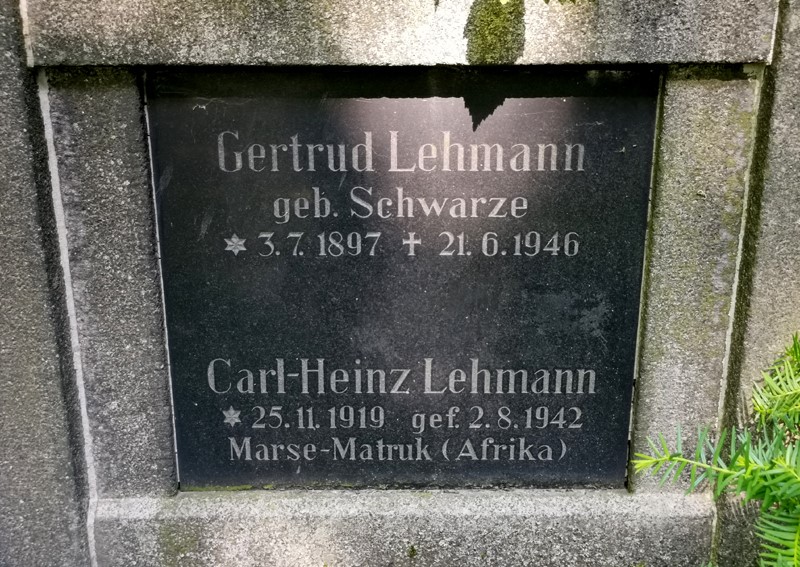 Gertrud Lehmann
geb. Schwarze
* 3. 7. 1897 † 21. 6. 1946
Carl-Heinz Lehmann
* 25. 11. 1919 gef. 2. 8. 1942
Marse-Matruk (Afrika)